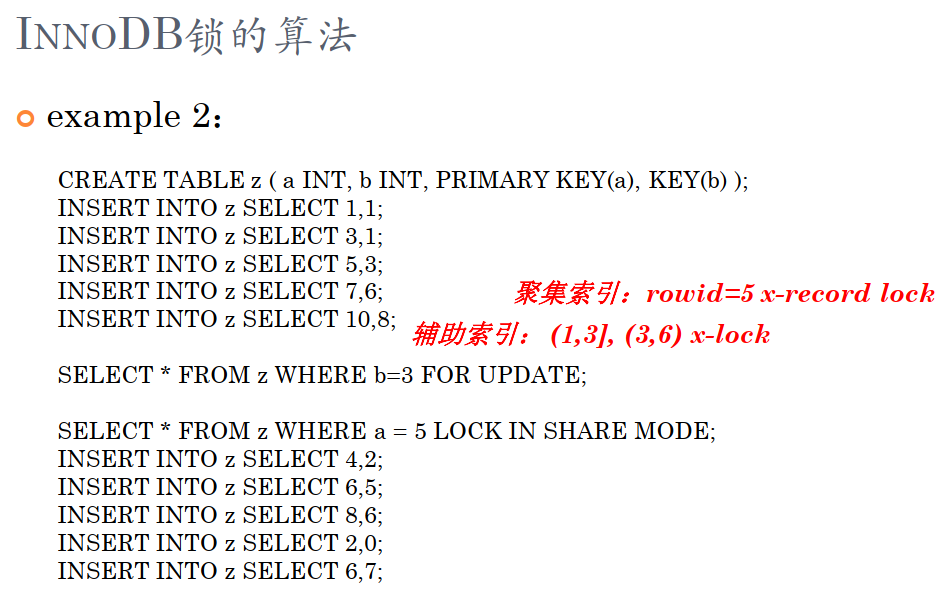 INNODB锁的算法
example 2：
CREATE TABLE z ( a INT, b INT, PRIMARY KEY(a), KEY(b) );
INSERT INTO z SELECT 1,1;
INSERT INTO z SELECT 3,1;
INSERT INTO z SELECT 5,3;
INSERT INTO z SELECT 7,6;
聚集索引：rowid=5 x-record lock
INSERT INTO z SELECT 10,8;
辅助索引： (1,3], (3,6) x-lock
SELECT * FROM z WHERE b=3 FOR UPDATE;
SELECT * FROM z WHERE a = 5 LOCK IN SHARE MODE;
INSERT INTO z SELECT 4,2;
INSERT INTO z SELECT 6,5;
INSERT INTO z SELECT 8,6;
INSERT INTO z SELECT 2,0;
INSERT INTO z SELECT 6,7;